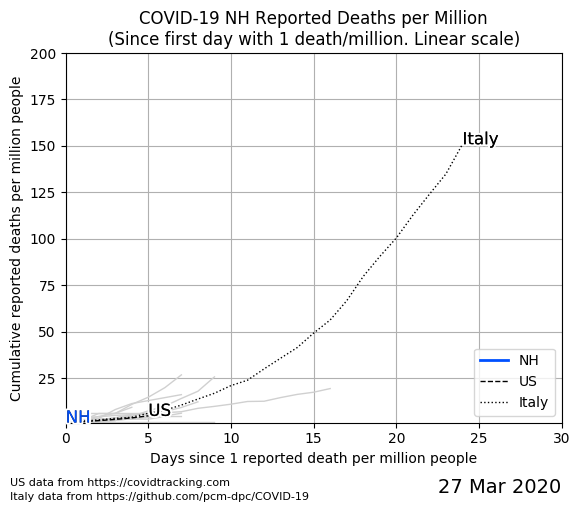 COVID-19 NH Reported Deaths per Million
(Since first day with 1 death/million. Linear scale)
Cumulative reported deaths per million people
200
175
150
125
100
75
50
25
Italy
US
NH
NH
US
Italy
0
5
10
15
20
25
30
Days since 1 reported death per million people
US data from https://covidtracking.com
Italy data from https://github.com/pcm-dpc/COVID-19
27 Mar 2020